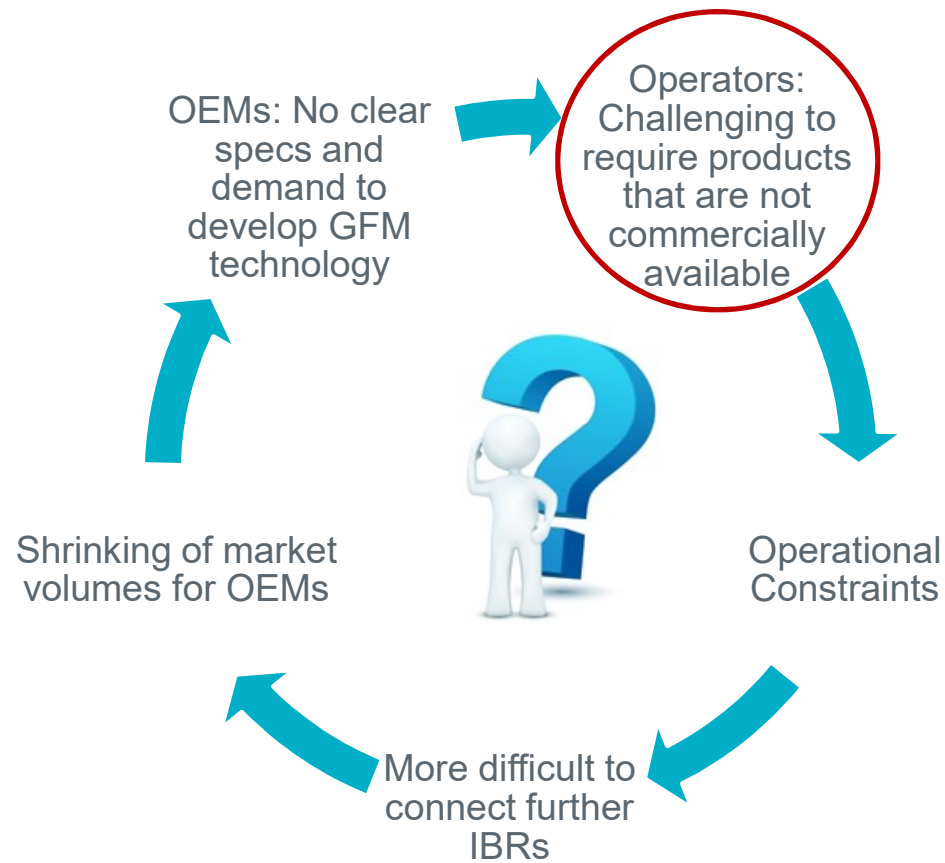 OEMs: No clear
specs and
demand to
develop GFM
technology
Operators:
Challenging to
require products
that are not
commercially
available
Operational
Constraints
More difficult to
connect further
IBRs
Shrinking of market
volumes for OEMs